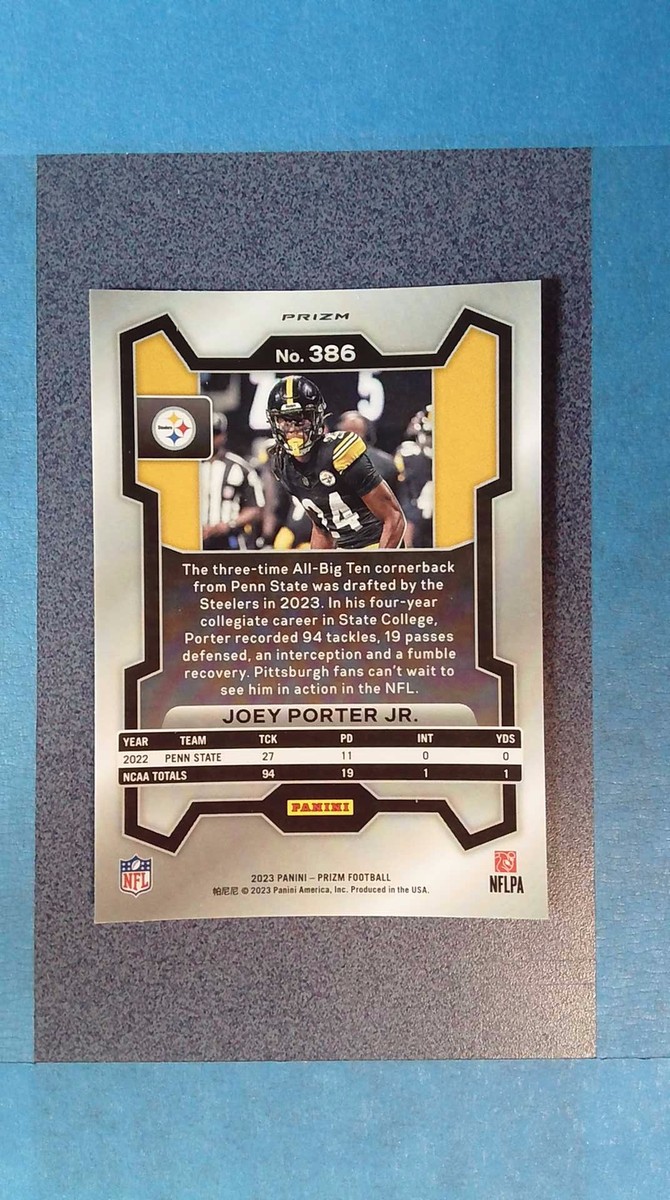 PRIZM
No. 386
Steelers
24
The three-time All-Big Ten cornerback
from Penn State was drafted by the
Steelers in 2023. In his four-year
collegiate career in State College,
Porter recorded 94 tackles, 19 passes
defensed, an interception and a fumble
recovery. Pittsburgh fans can't wait to
see him in action in the NFL.
JOEY PORTER JR.
YEAR TEAM TCK PD INT YDS
2022 PENN STATE 27 11 0 0
NCAA TOTALS 94 19 1 1
PANINI
NFL
NFLPA
2023 PANINI – PRIZM FOOTBALL
帕尼尼 © 2023 Panini America, Inc. Produced in the USA.